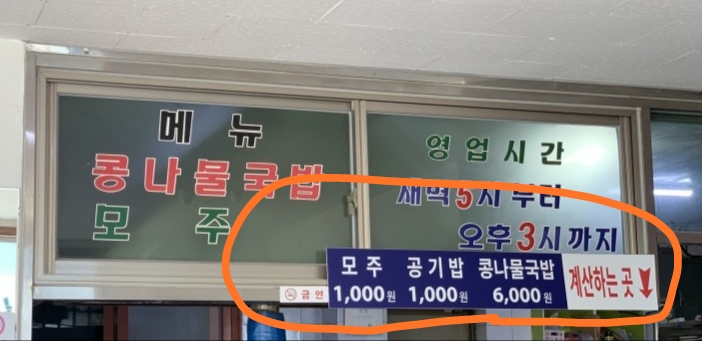 메뉴
콩나물국밥
모주
영업시간
새벽5시부터
오후3시까지
모주 공기밥 콩나물국밥
1,000원 1,000원 6,000원
계산하는 곳
금연